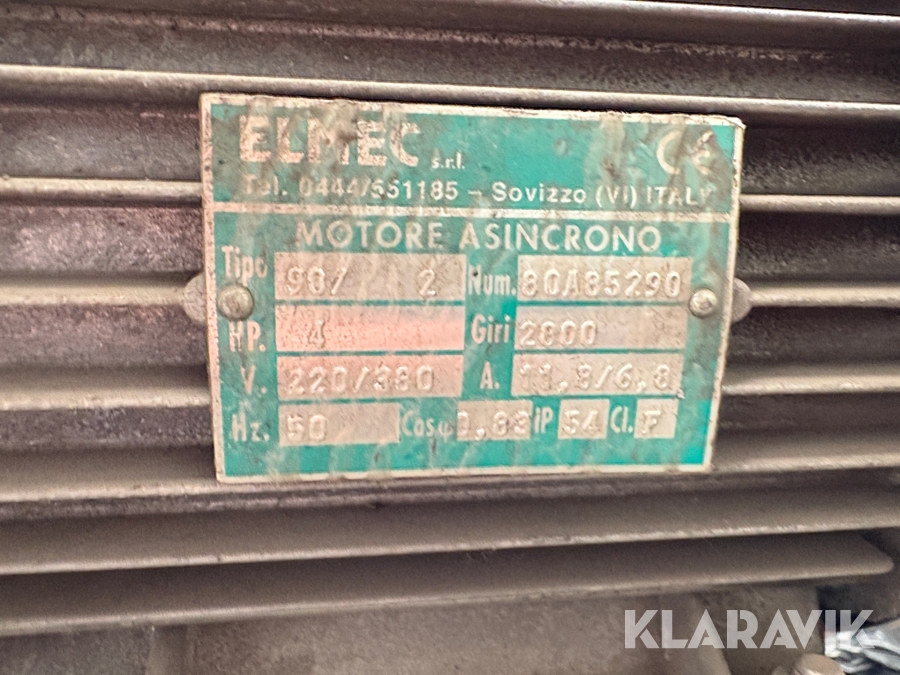 ELMEC s.r.l. CE
Tel. 0444/551185 – Sovizzo (VI) ITALY
MOTORE ASINCRONO
Tipo 90/ 2 Num. 80A85290
HP. 4 Giri 2800
V. 220/380 A. 11,8/6,8
Hz. 50 Cosφ 0,83 iP 54 Cl. F
KLARAVIK